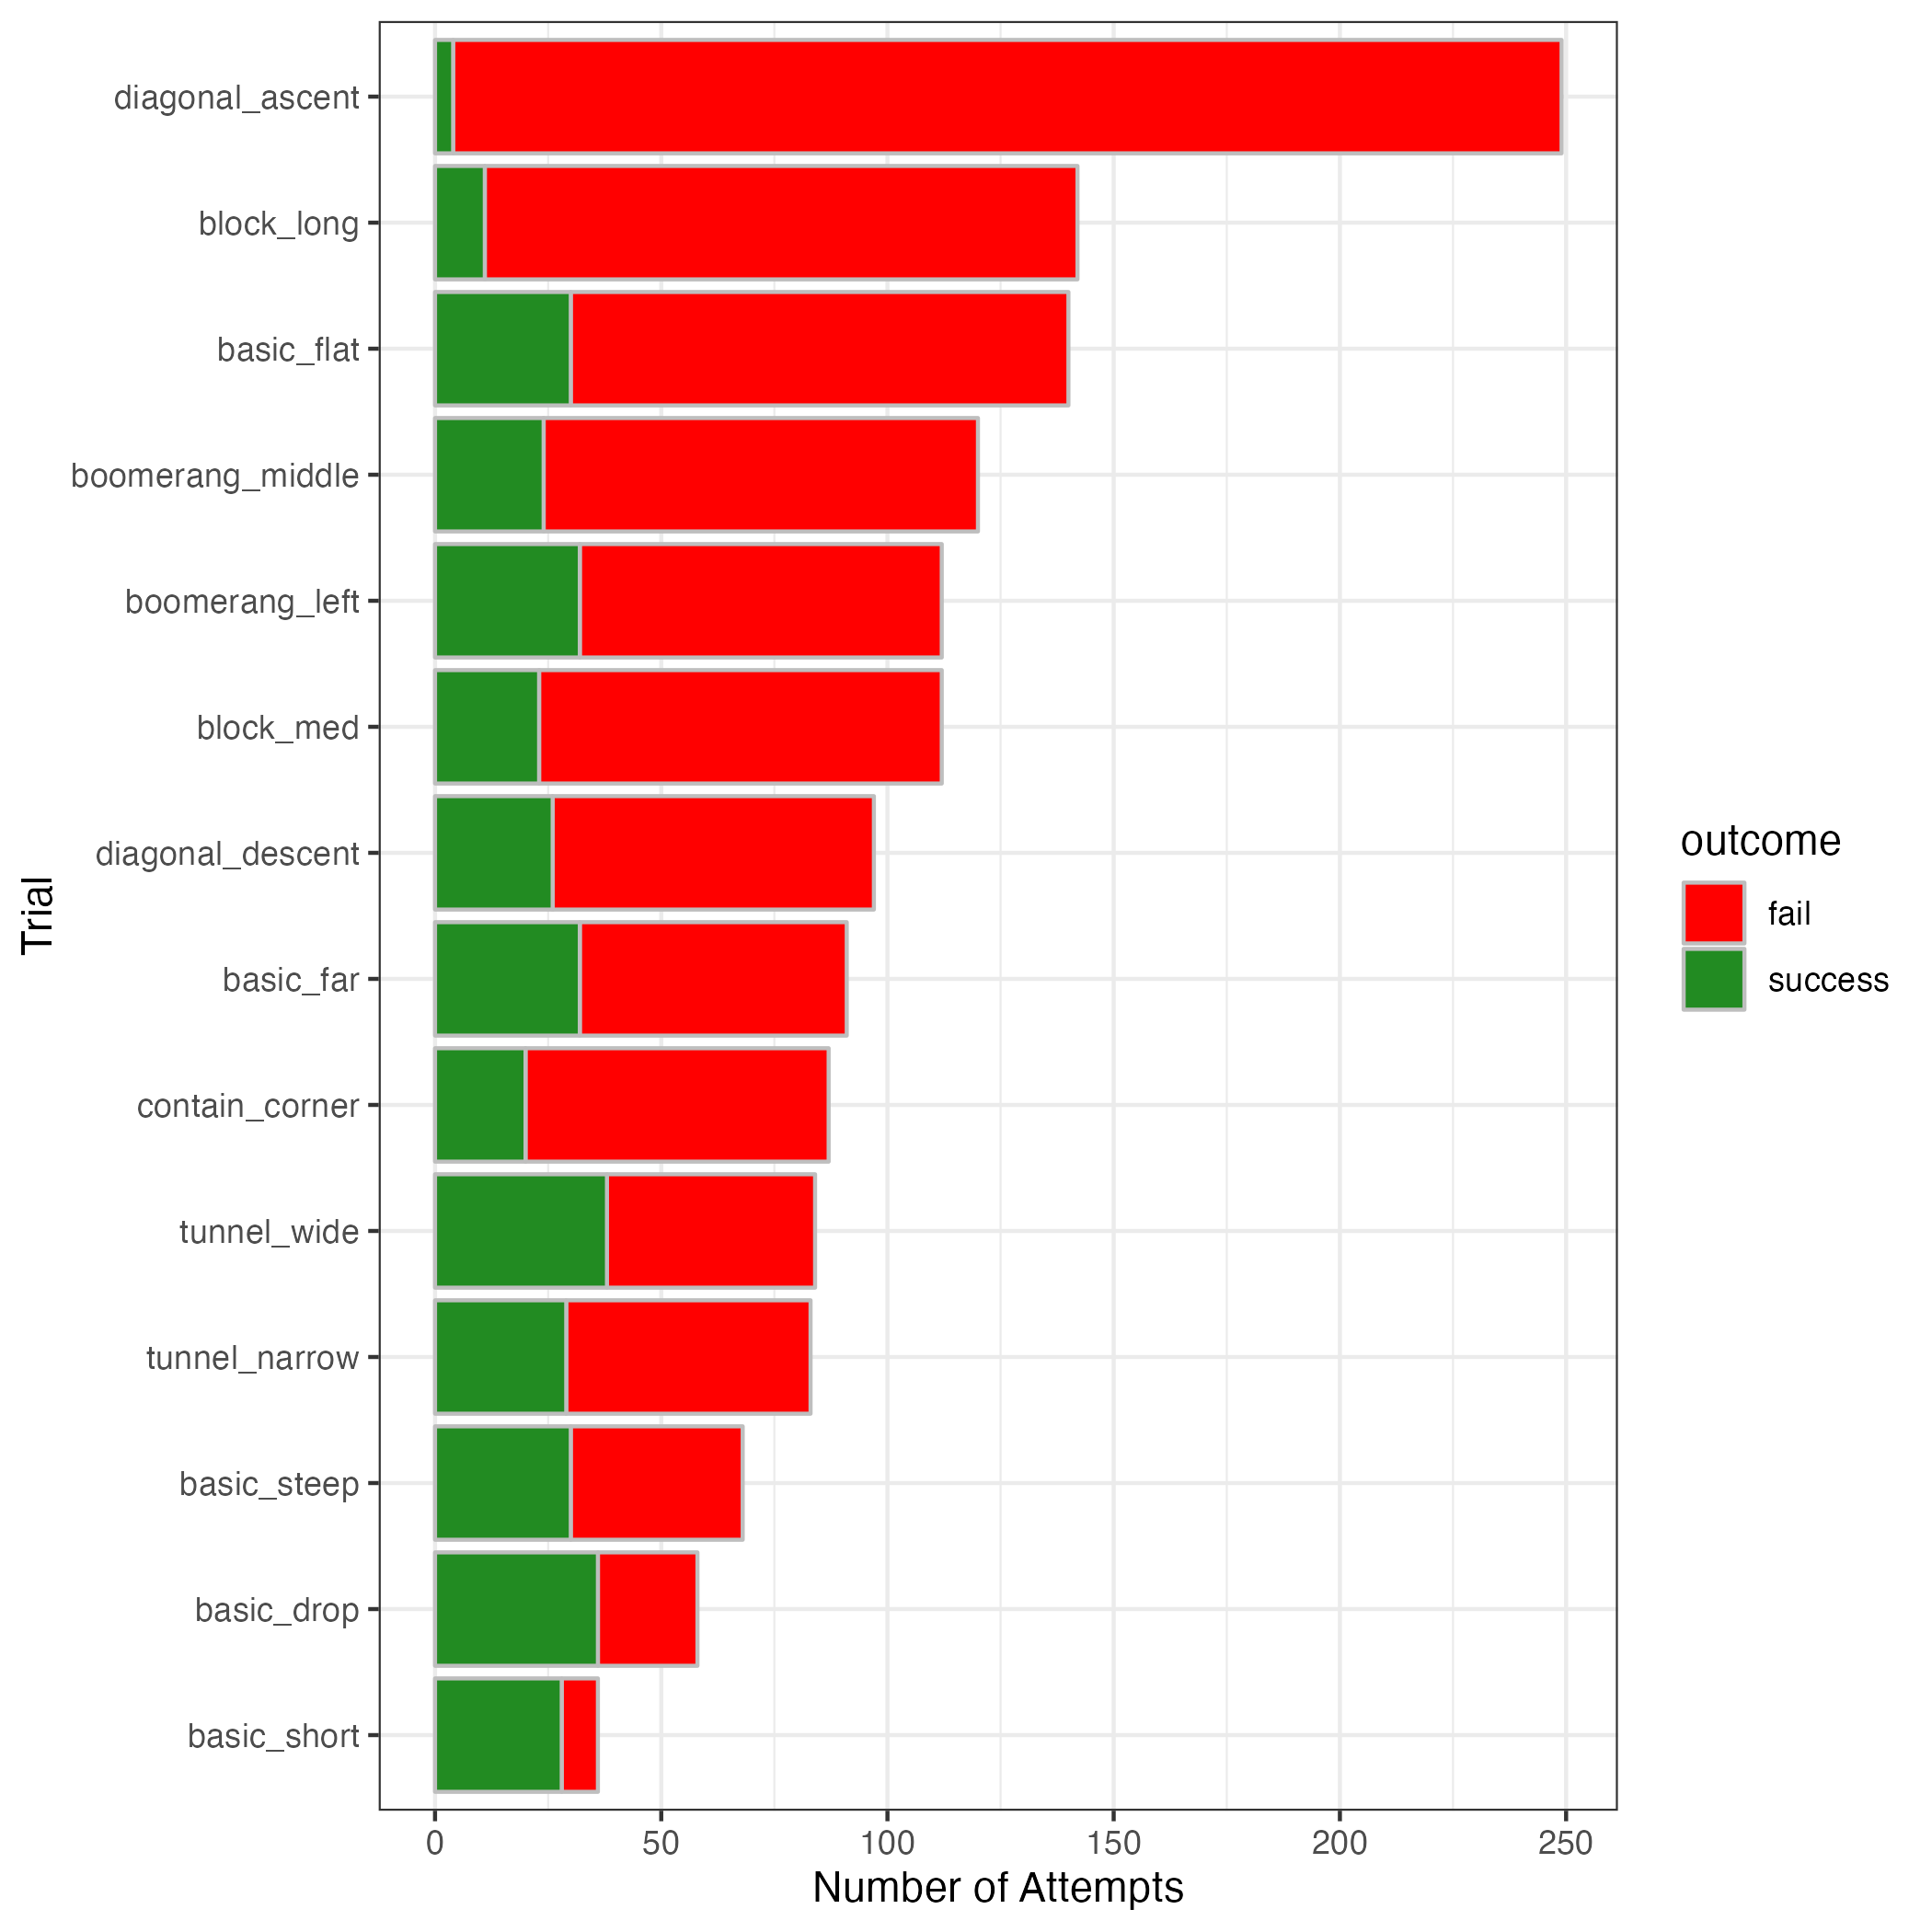 diagonal_ascent
block_long
basic_flat
boomerang_middle
boomerang_left
block_med
diagonal_descent
basic_far
contain_corner
tunnel_wide
tunnel_narrow
basic_steep
basic_drop
basic_short
Trial
0 50 100 150 200 250
Number of Attempts
outcome
fail
success